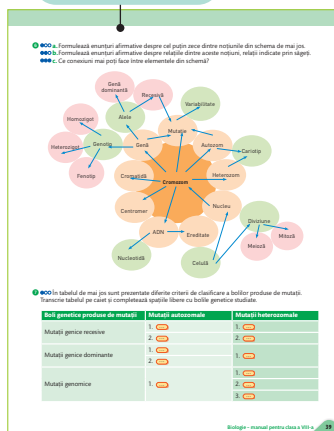 6 a. Formulează enunțuri afirmative despre cel puțin zece dintre noțiunile din schema de mai jos.
b. Formulează enunțuri afirmative despre relațiile dintre aceste noțiuni, relații indicate prin săgeți.
c. Ce conexiuni mai poți face între elementele din schemă?
Genă
dominantă
Recesivă
Variabilitate
Homozigot
Alele
Mutație
Heterozigot
Genotip
Genă
Autozom
Cariotip
Fenotip
Cromatidă
Cromozom
Heterozom
Centromer
Nucleu
Diviziune
ADN
Ereditate
Mitoză
Meioză
Nucleotidă
Celulă
7 În tabelul de mai jos sunt prezentate diferite criterii de clasificare a bolilor produse de mutații.
Transcrie tabelul pe caiet și completează spațiile libere cu bolile genetice studiate.
Boli genetice produse de mutații Mutații autozomale Mutații heterozomale
Mutații genice recesive
1.
2.
1.
2.
Mutații genice dominante
1.
2.
1.
Mutații genomice
1.
1.
2.
3.
Biologie – manual pentru clasa a VIII-a 39